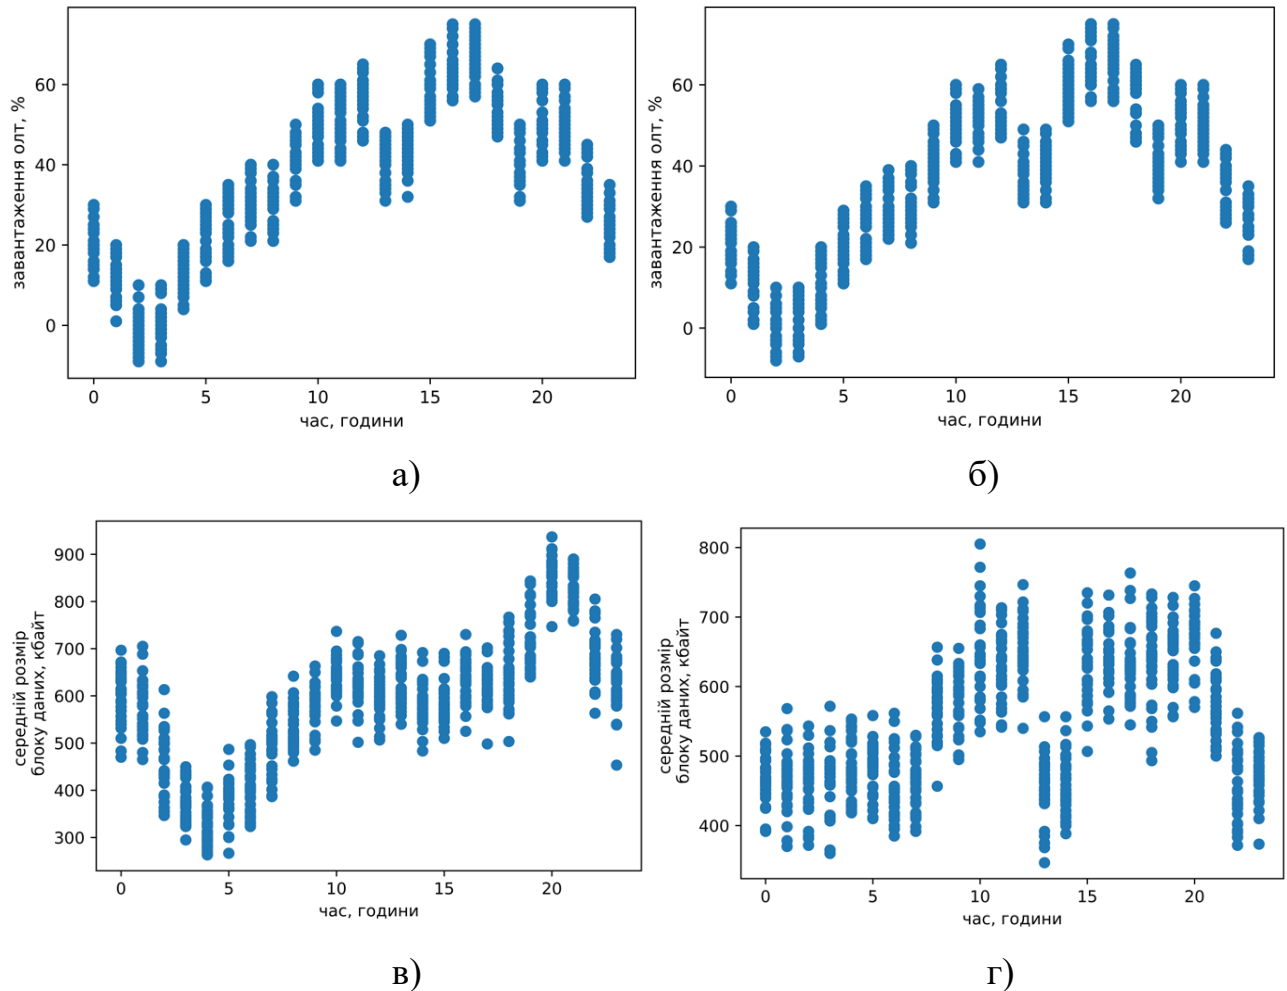 60
40
20
0
завантаження олт, %
0 5 10 15 20
час, години
а)
60
40
20
0
завантаження олт, %
0 5 10 15 20
час, години
б)
900
800
700
600
500
400
300
середній розмір
блоку даних, кбайт
0 5 10 15 20
час, години
в)
800
700
600
500
400
середній розмір
блоку даних, кбайт
0 5 10 15 20
час, години
г)